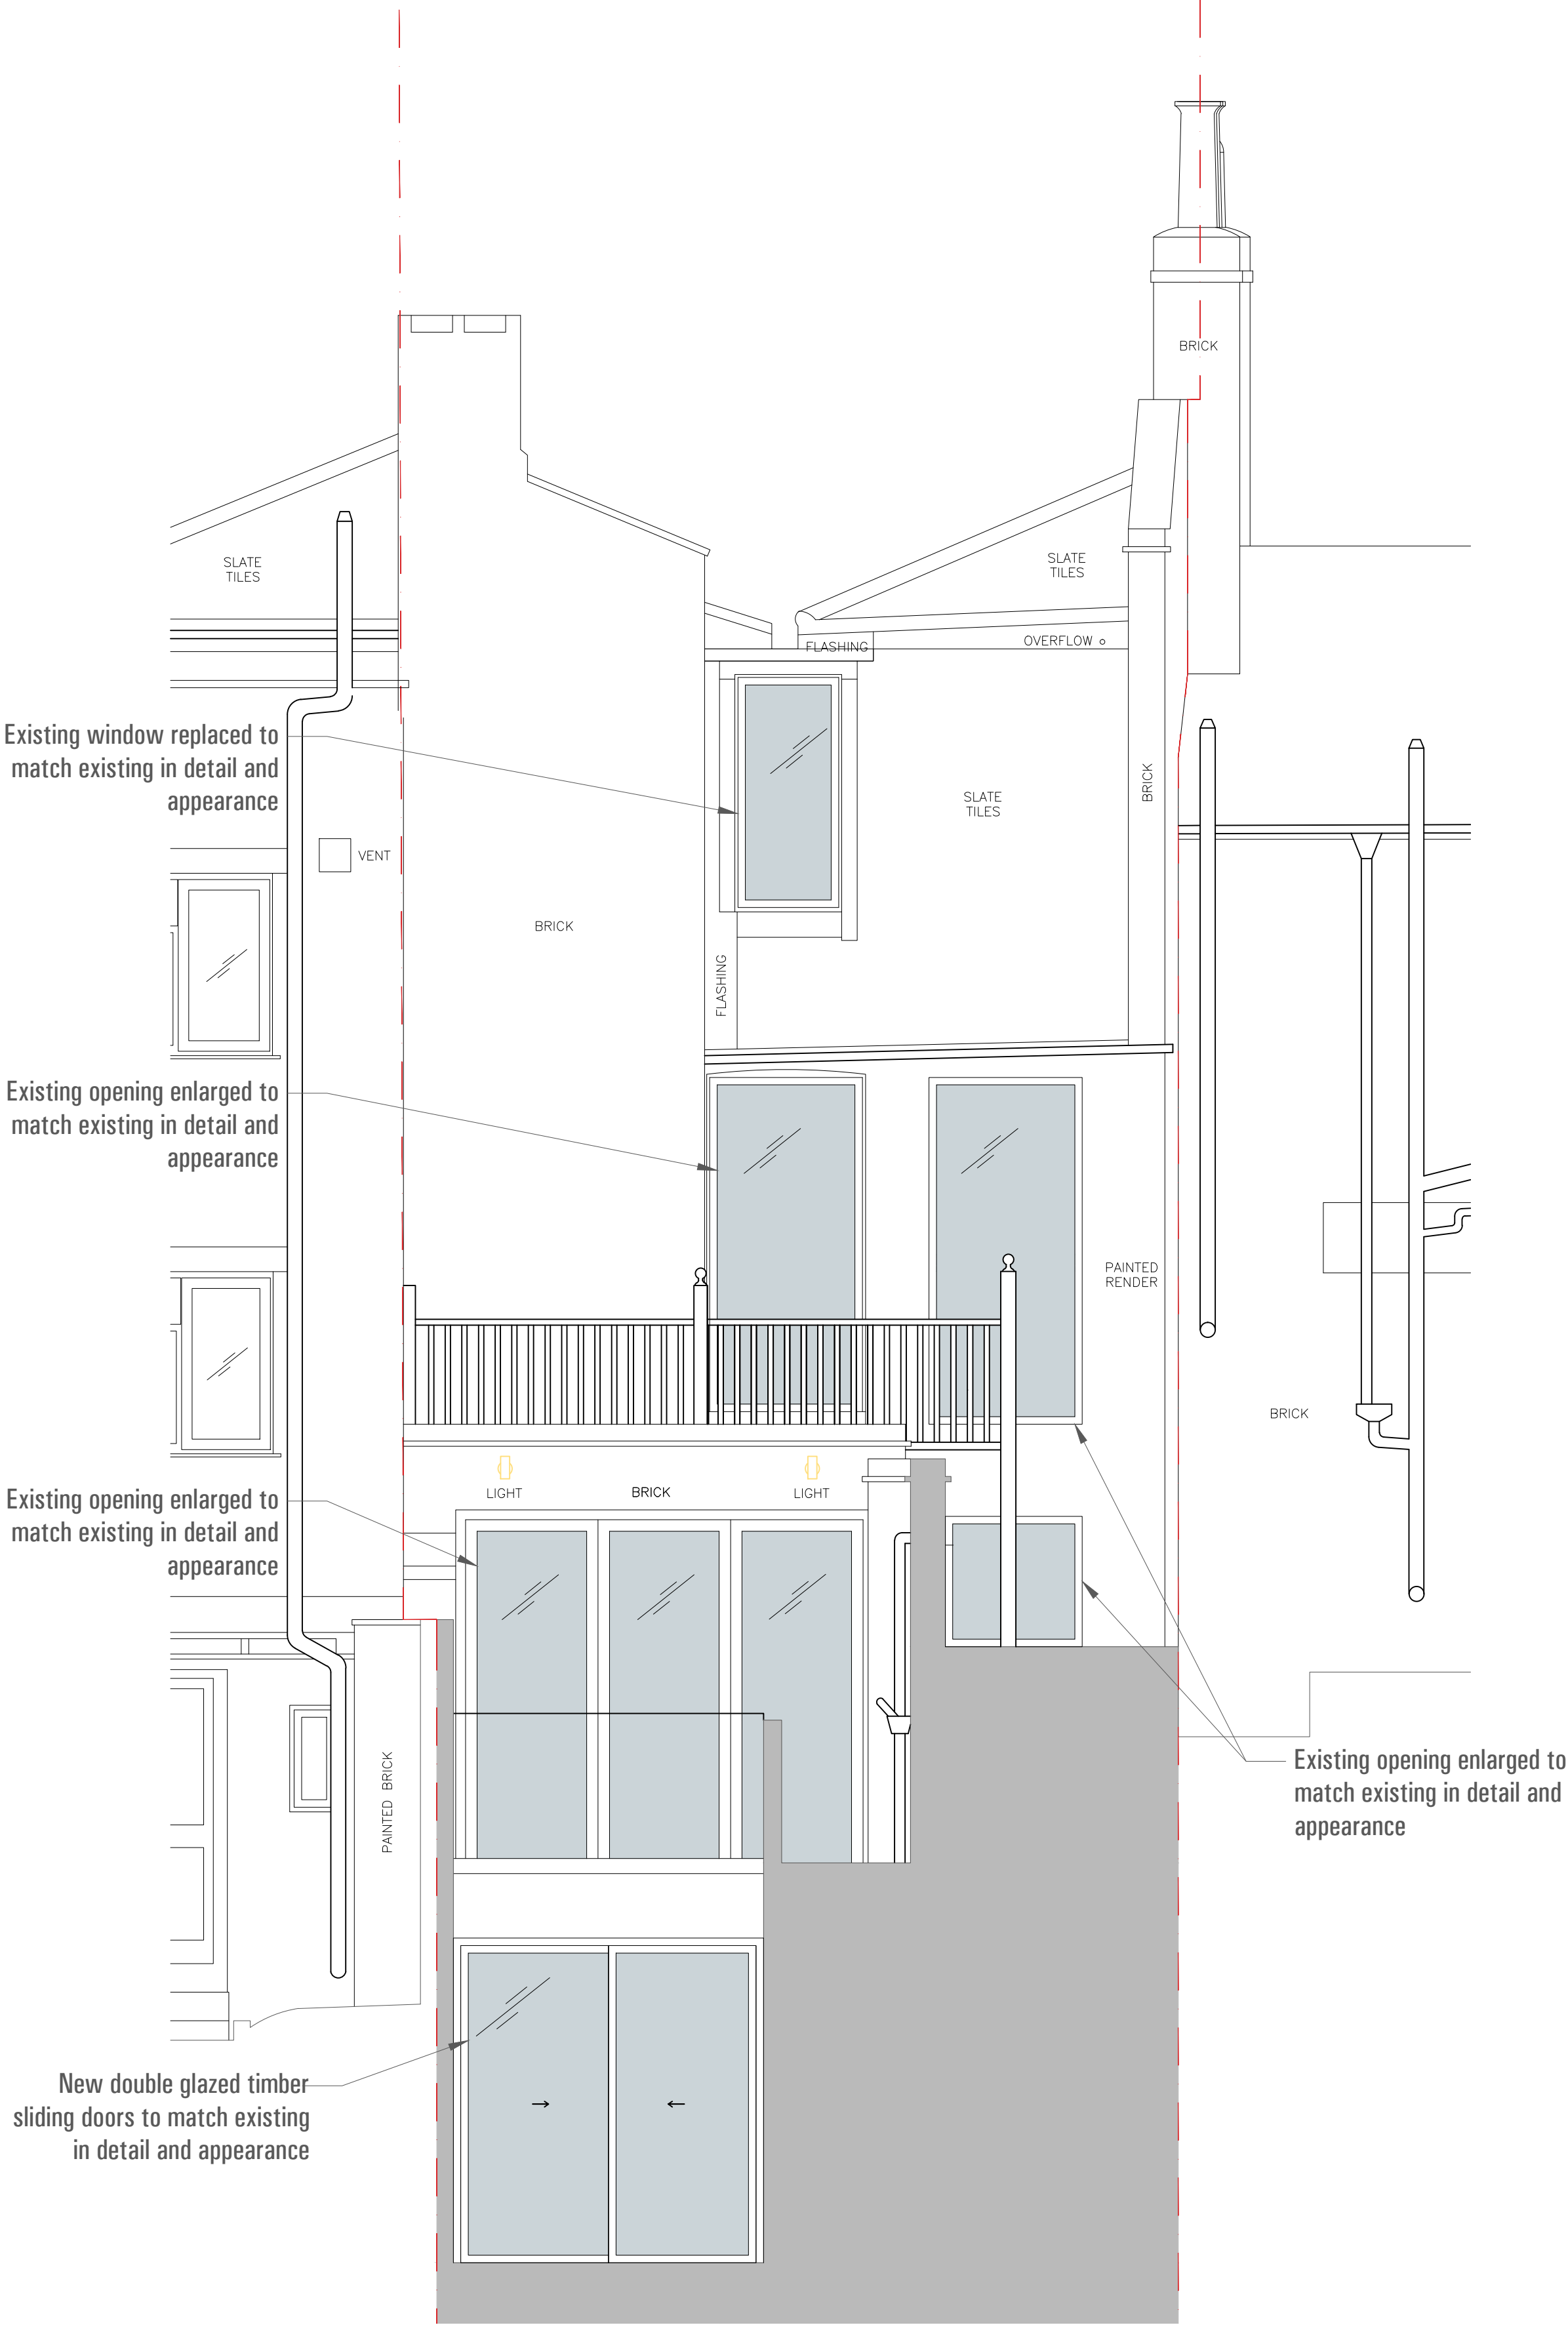 BRICK
SLATE
TILES
SLATE
TILES
OVERFLOW
FLASHING
Existing window replaced to
match existing in detail and
appearance
BRICK
SLATE
TILES
VENT
BRICK
FLASHING
Existing opening enlarged to
match existing in detail and
appearance
PAINTED
RENDER
BRICK
Existing opening enlarged to
match existing in detail and
appearance
LIGHT
BRICK
LIGHT
PAINTED BRICK
Existing opening enlarged to
match existing in detail and
appearance
New double glazed timber
sliding doors to match existing
in detail and appearance